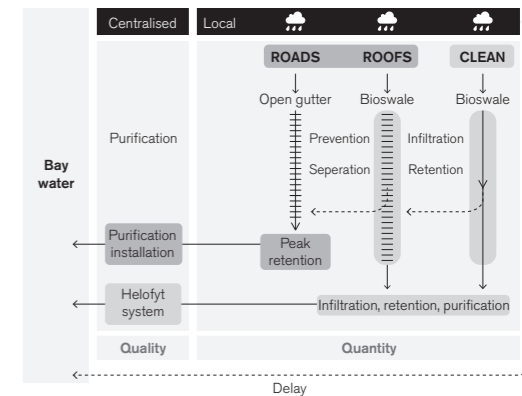 Centralised
Local
ROADS
ROOFS
CLEAN
Open gutter
Bioswale
Bioswale
Purification
Prevention
Infiltration
Seperation
Retention
Bay
water
Purification
installation
Peak
retention
Helofyt
system
Infiltration, retention, purification
Quality
Quantity
Delay